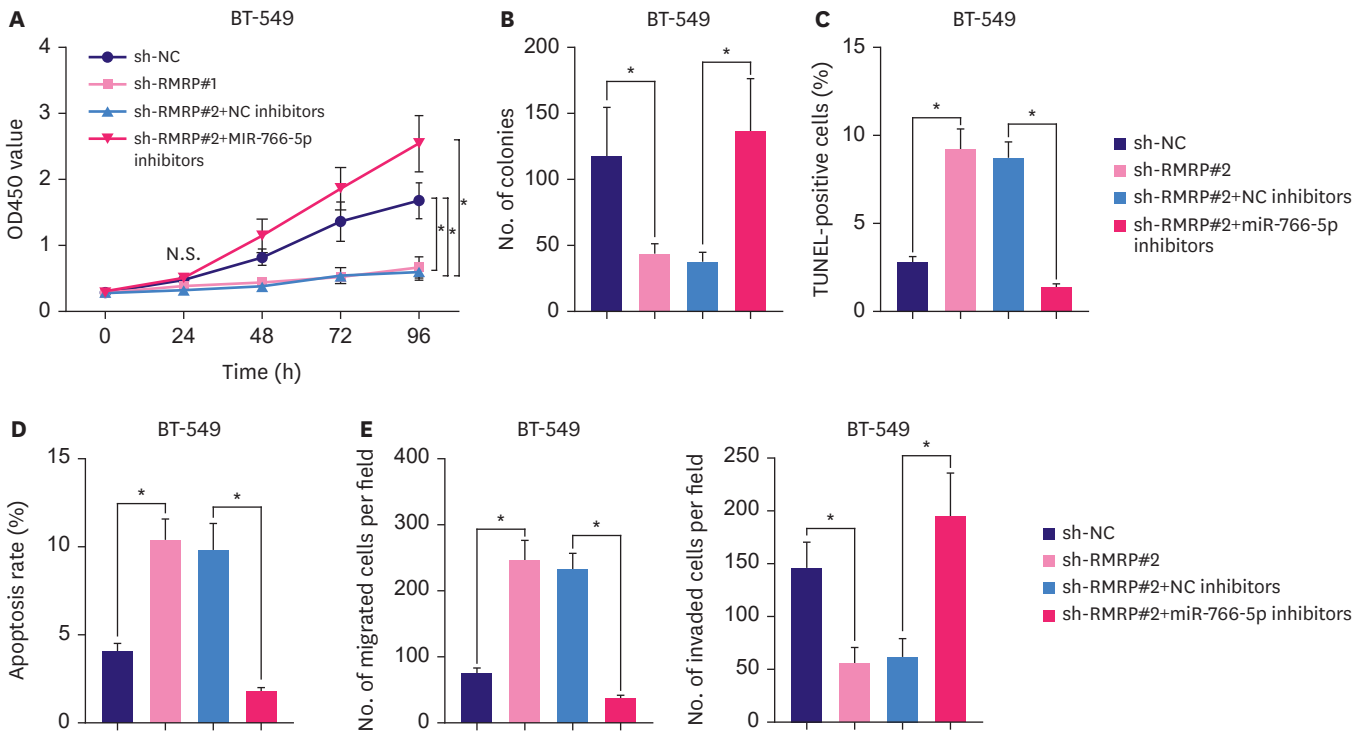 A
BT-549
OD450 value
4
3
2
1
0
sh-NC
sh-RMRP#1
sh-RMRP#2+NC inhibitors
sh-RMRP#2+MIR-766-5p
inhibitors
N.S.
*
*
*
0 24 48 72 96
Time (h)
B
BT-549
No. of colonies
200
150
100
50
0
*
*
C
BT-549
TUNEL-positive cells (%)
15
10
5
0
*
*
sh-NC
sh-RMRP#2
sh-RMRP#2+NC inhibitors
sh-RMRP#2+miR-766-5p
inhibitors
D
BT-549
Apoptosis rate (%)
15
10
5
0
*
*
E
BT-549
No. of migrated cells per field
400
300
200
100
0
*
*
BT-549
No. of invaded cells per field
250
200
150
100
50
0
*
*
sh-NC
sh-RMRP#2
sh-RMRP#2+NC inhibitors
sh-RMRP#2+miR-766-5p inhibitors